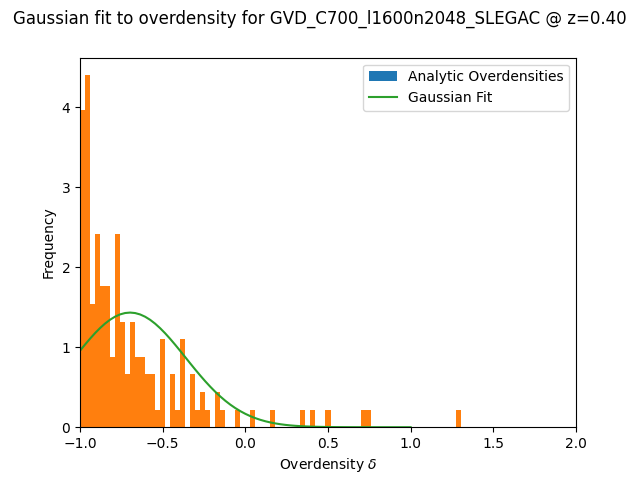 Gaussian fit to overdensity for GVD_C700_l1600n2048_SLEGAC @ z=0.40
Analytic Overdensities
Gaussian Fit
Frequency
4
3
2
1
0
−1.0 −0.5 0.0 0.5 1.0 1.5 2.0
Overdensity δ